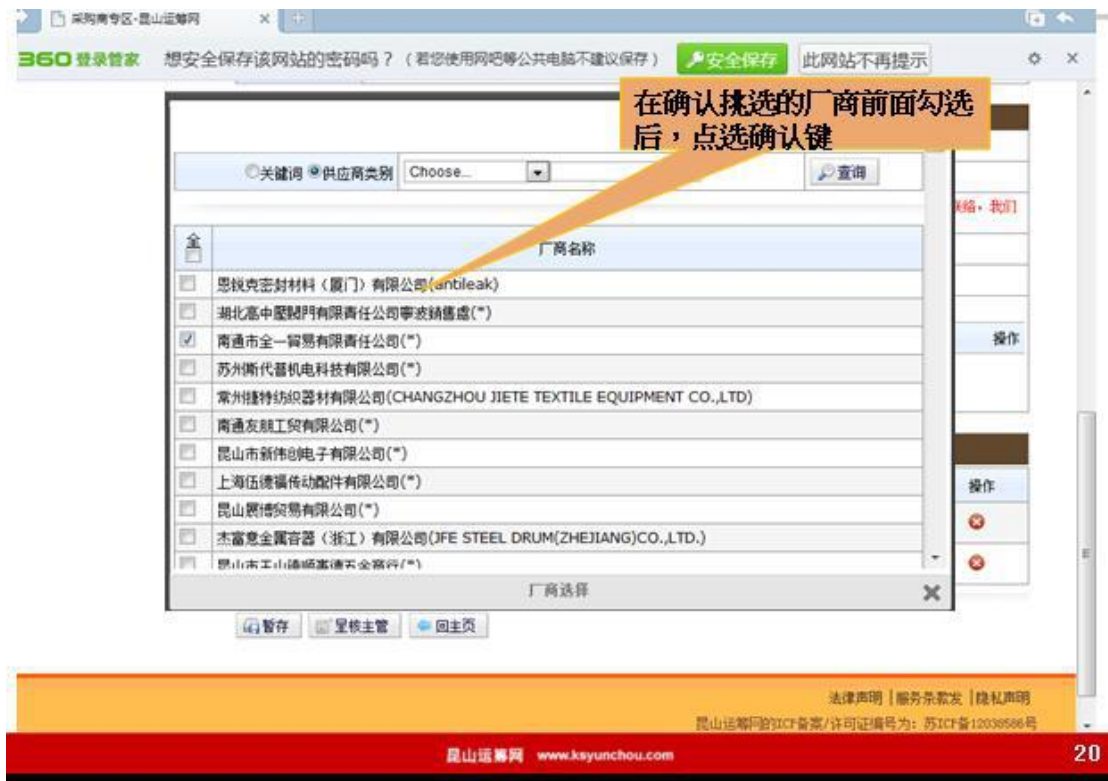 采购商专区-昆山运筹网
360 登录管家 想安全保存该网站的密码吗？（若您使用网吧等公共电脑不建议保存） 安全保存 此网站不再提示
在确认挑选的厂商前面勾选
后，点选确认键
关键词 供应商类别 Choose... 查询
联络，我们
全 厂商名称
思锐克密封材料（厦门）有限公司(antileak)
湖北高中壓閥門有限責任公司寧波銷售處(*)
操作
南通市全一贸易有限责任公司(*)
苏州斯代普机电科技有限公司(*)
常州捷特纺织器材有限公司(CHANGZHOU JIETE TEXTILE EQUIPMENT CO.,LTD)
南通友朋工贸有限公司(*)
昆山市新伟创电子有限公司(*)
上海伍德福传动配件有限公司(*)
操作
昆山展博贸易有限公司(*)
杰富意金属容器（浙江）有限公司(JFE STEEL DRUM(ZHEJIANG)CO.,LTD.)
厂商选择
暂存 呈核主管 回主页
法律声明 | 服务条款发 | 隐私声明
昆山运筹网的ICP备案/许可证编号为：苏ICP备12038586号
昆山运筹网 www.ksyunchou.com
20